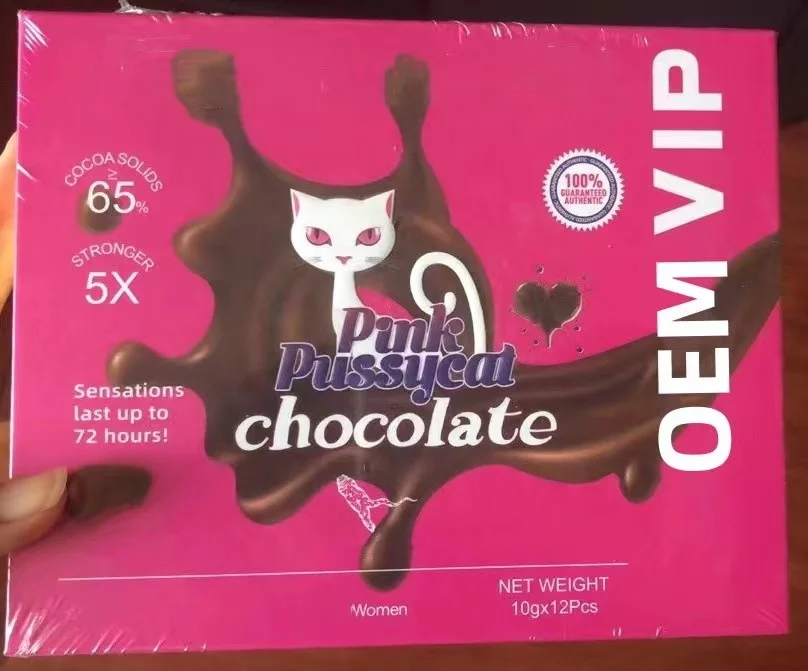 COCOA SOLIDS
≥
65%
STRONGER
5X
Sensations
last up to
72 hours!
100%
GUARANTEED
AUTHENTIC
Pink
Pussycat
chocolate
OEM VIP
Women
NET WEIGHT
10gx12Pcs